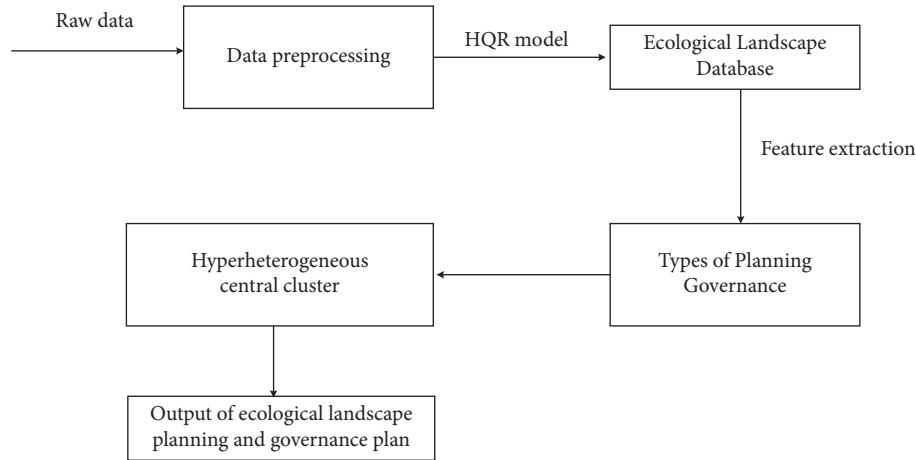 Raw data
Data preprocessing
HQR model
Ecological Landscape
Database
Feature extraction
Types of Planning
Governance
Hyperheterogeneous
central cluster
Output of ecological landscape
planning and governance plan